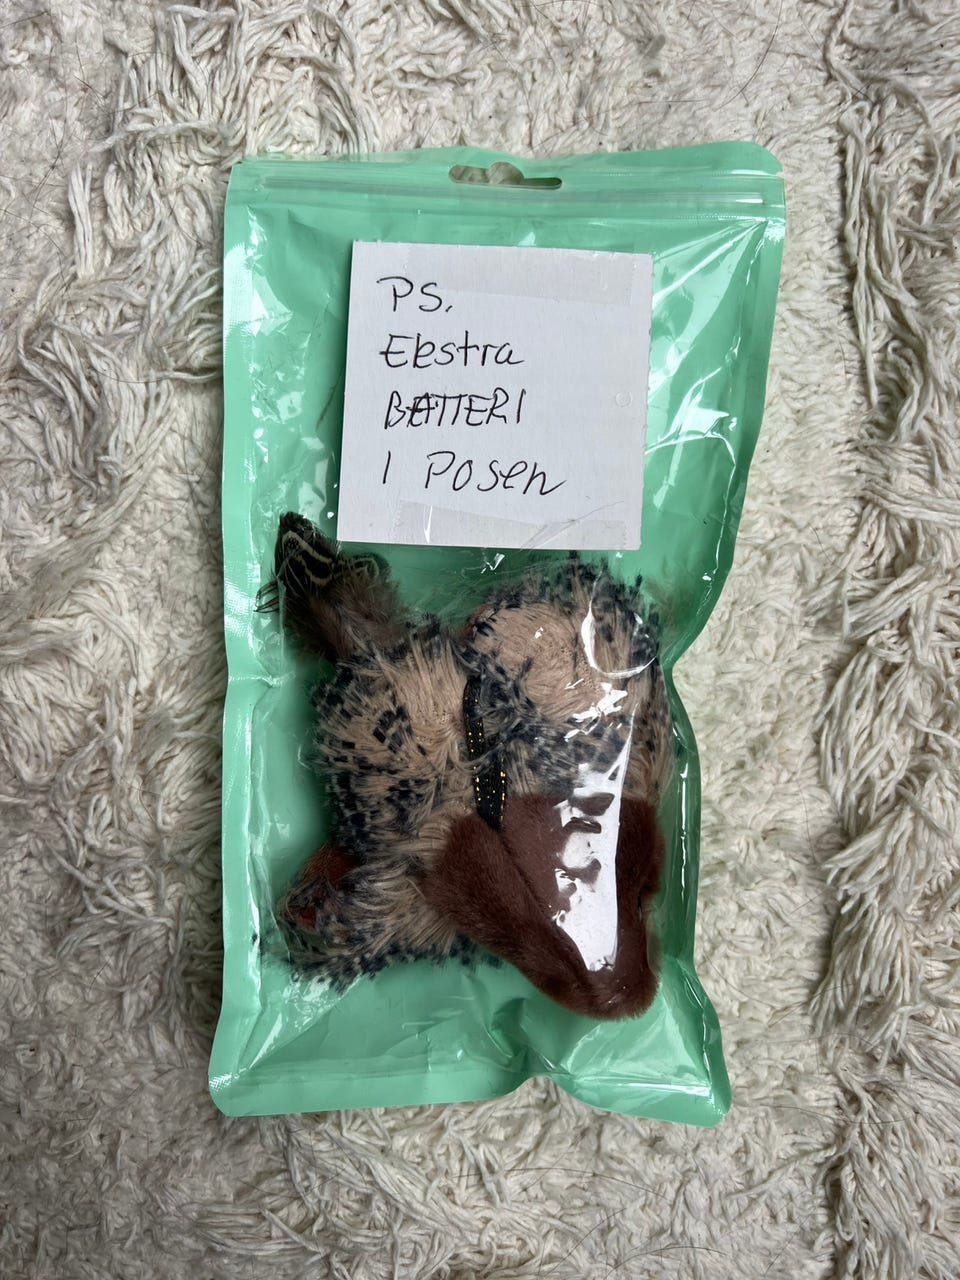 PS.
Ekstra
BATTERI
I Posen